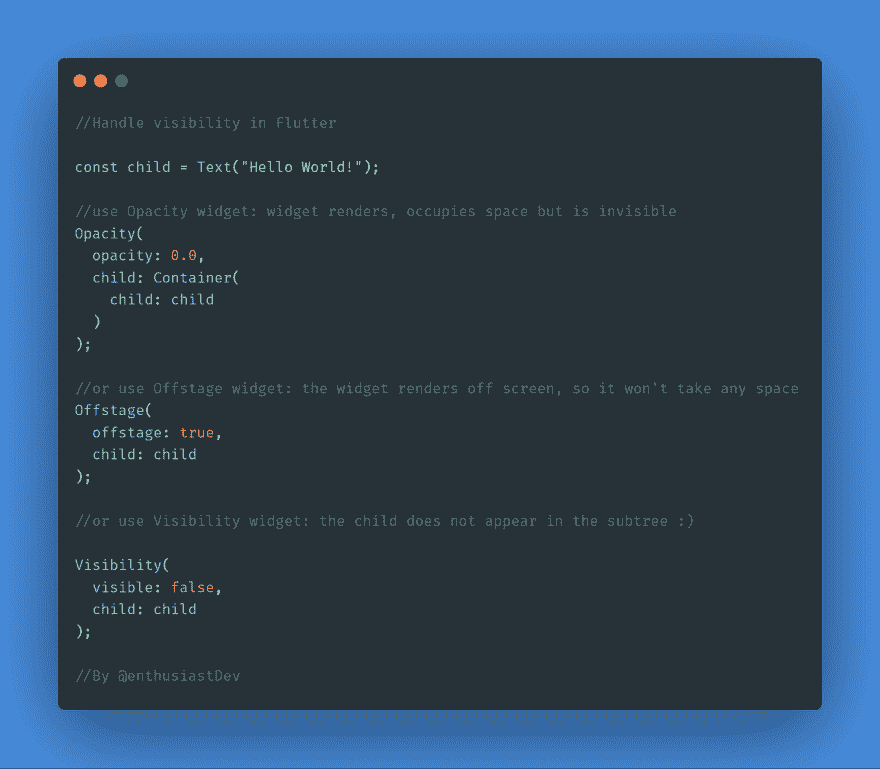 //Handle visibility in Flutter
const child = Text("Hello World!");
//use Opacity widget: widget renders, occupies space but is invisible
Opacity(
  opacity: 0.0,
  child: Container(
    child: child
  )
);
//or use Offstage widget: the widget renders off screen, so it won't take any space
Offstage(
  offstage: true,
  child: child
);
//or use Visibility widget: the child does not appear in the subtree :)
Visibility(
  visible: false,
  child: child
);
//By @enthusiastDev